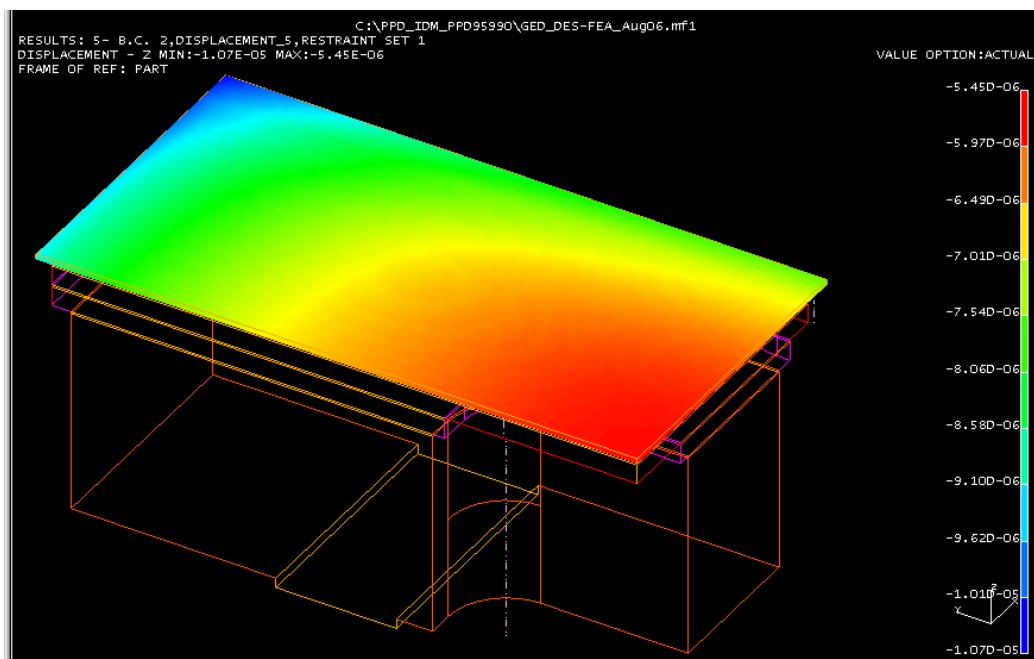 C:\PPD_IDM_PPD95990\GED_DES-FEA_Aug06.mf1
RESULTS: 5- B.C. 2,DISPLACEMENT_5,RESTRAINT SET 1
DISPLACEMENT - Z MIN:-1.07E-05 MAX:-5.45E-06
VALUE OPTION:ACTUAL
FRAME OF REF: PART
-5.45D-06
-5.97D-06
-6.49D-06
-7.01D-06
-7.54D-06
-8.06D-06
-8.58D-06
-9.10D-06
-9.62D-06
-1.01D-05
-1.07D-05
Z
Y
X